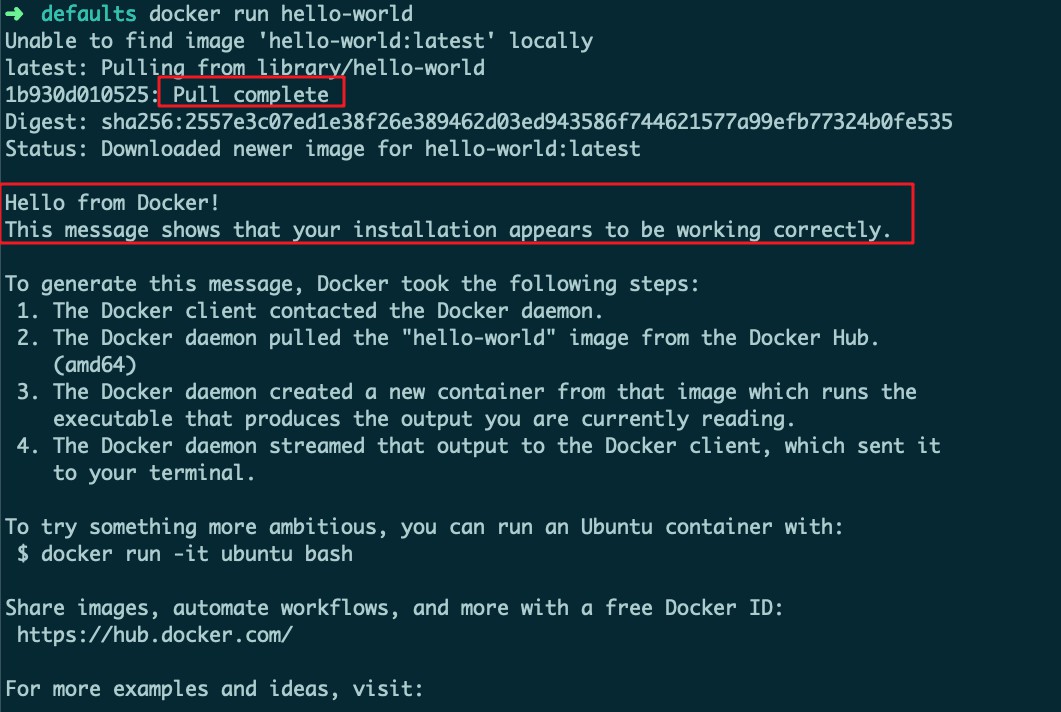 ➜ defaults docker run hello-world
Unable to find image 'hello-world:latest' locally
latest: Pulling from library/hello-world
1b930d010525: Pull complete
Digest: sha256:2557e3c07ed1e38f26e389462d03ed943586f744621577a99efb77324b0fe535
Status: Downloaded newer image for hello-world:latest
Hello from Docker!
This message shows that your installation appears to be working correctly.
To generate this message, Docker took the following steps:
1. The Docker client contacted the Docker daemon.
2. The Docker daemon pulled the "hello-world" image from the Docker Hub.
(amd64)
3. The Docker daemon created a new container from that image which runs the
executable that produces the output you are currently reading.
4. The Docker daemon streamed that output to the Docker client, which sent it
to your terminal.
To try something more ambitious, you can run an Ubuntu container with:
$ docker run -it ubuntu bash
Share images, automate workflows, and more with a free Docker ID:
https://hub.docker.com/
For more examples and ideas, visit: